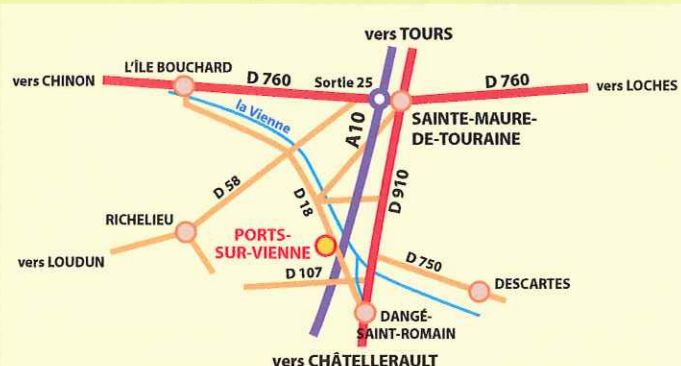 vers TOURS
L'ÎLE BOUCHARD
vers CHINON
D 760
Sortie 25
D 760
vers LOCHES
la Vienne
A10
SAINTE-MAURE-
DE-TOURAINE
D 58
D 18
D 910
RICHELIEU
PORTS-
SUR-VIENNE
vers LOUDUN
D 107
D 750
DESCARTES
DANGÉ-
SAINT-ROMAIN
vers CHÂTELLERAULT